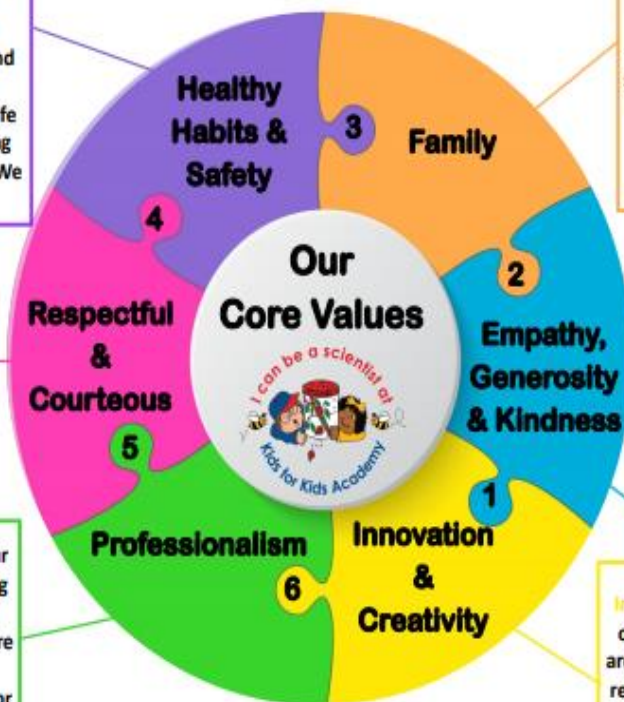 Healthy
Habits &
Safety
3
Family
4
2
Our
Core Values
I can be a scientist at
Kids for Kids Academy
Respectful
&
Courteous
Empathy,
Generosity
& Kindness
5
1
Professionalism
6
Innovation
&
Creativity
We